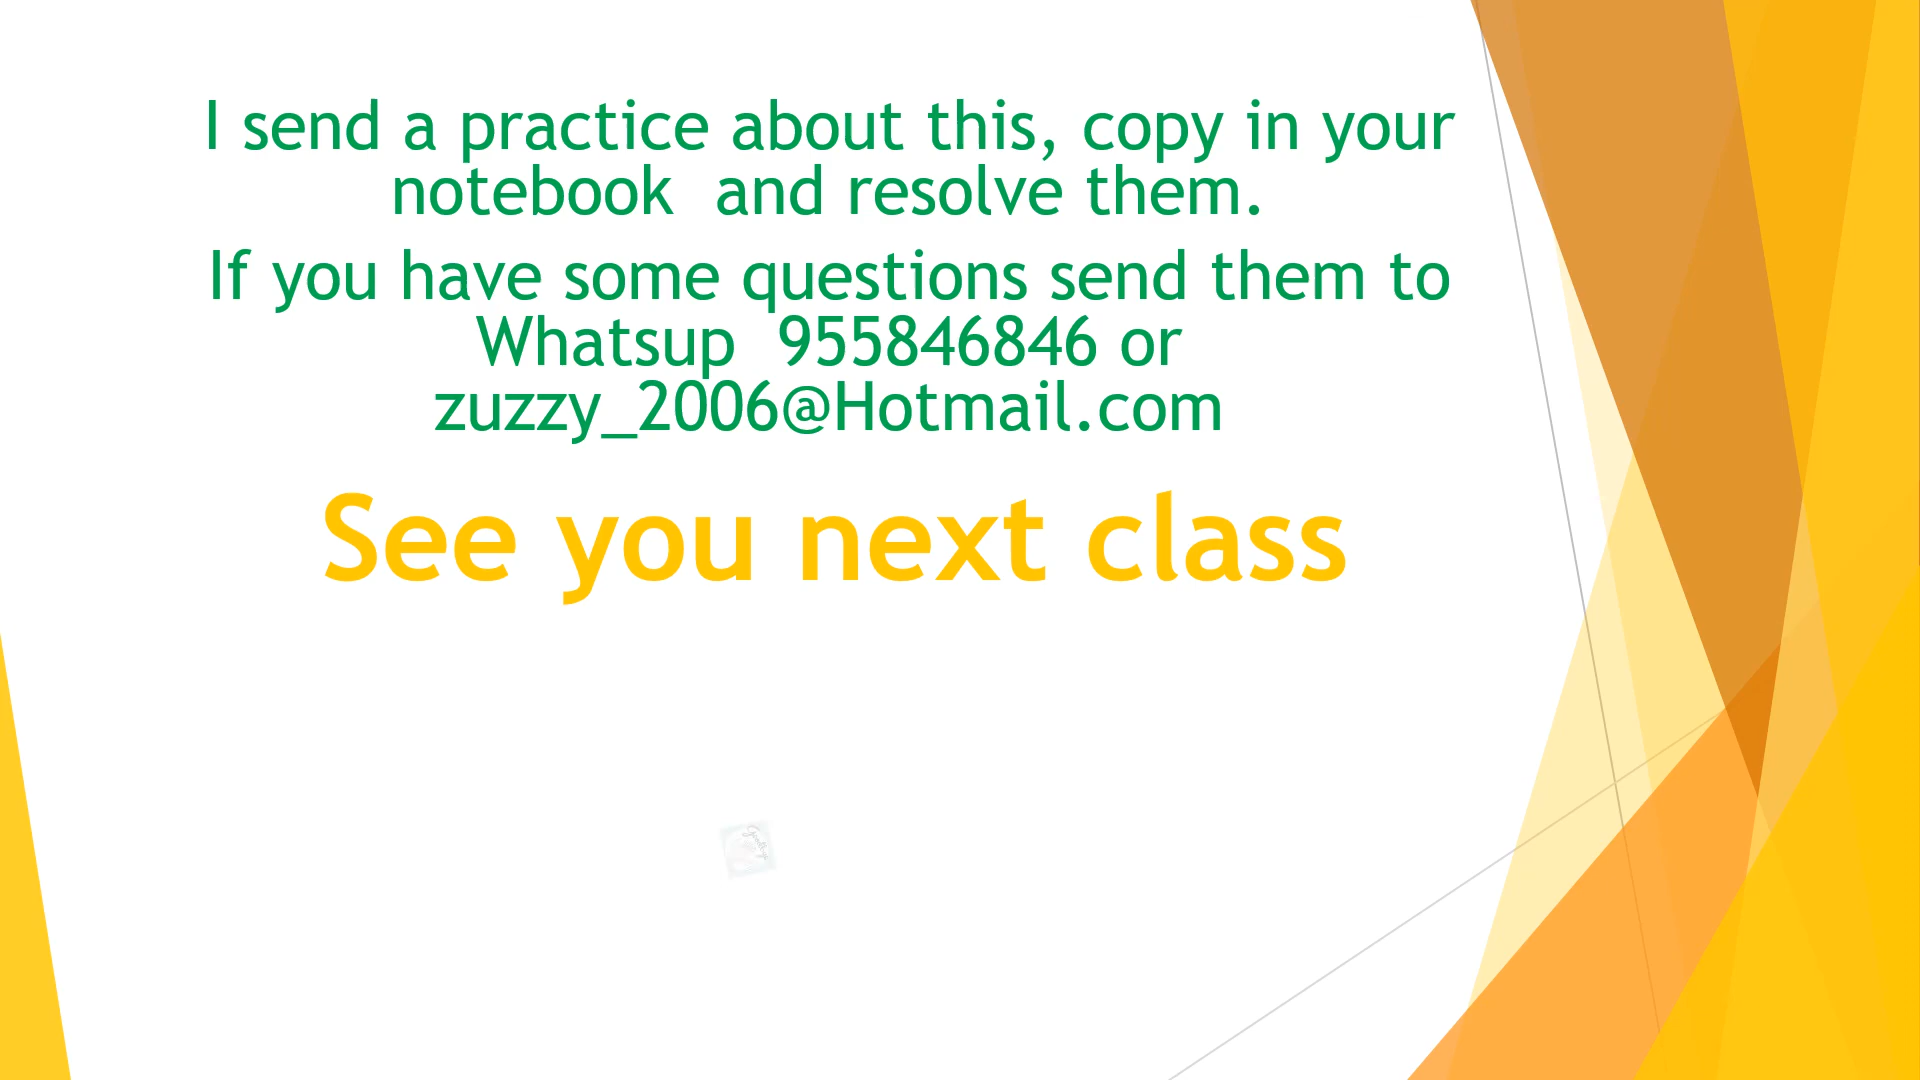 I send a practice about this, copy in your
notebook  and resolve them.
If you have some questions send them to
Whatsup  955846846 or
zuzzy_2006@Hotmail.com
See you next class